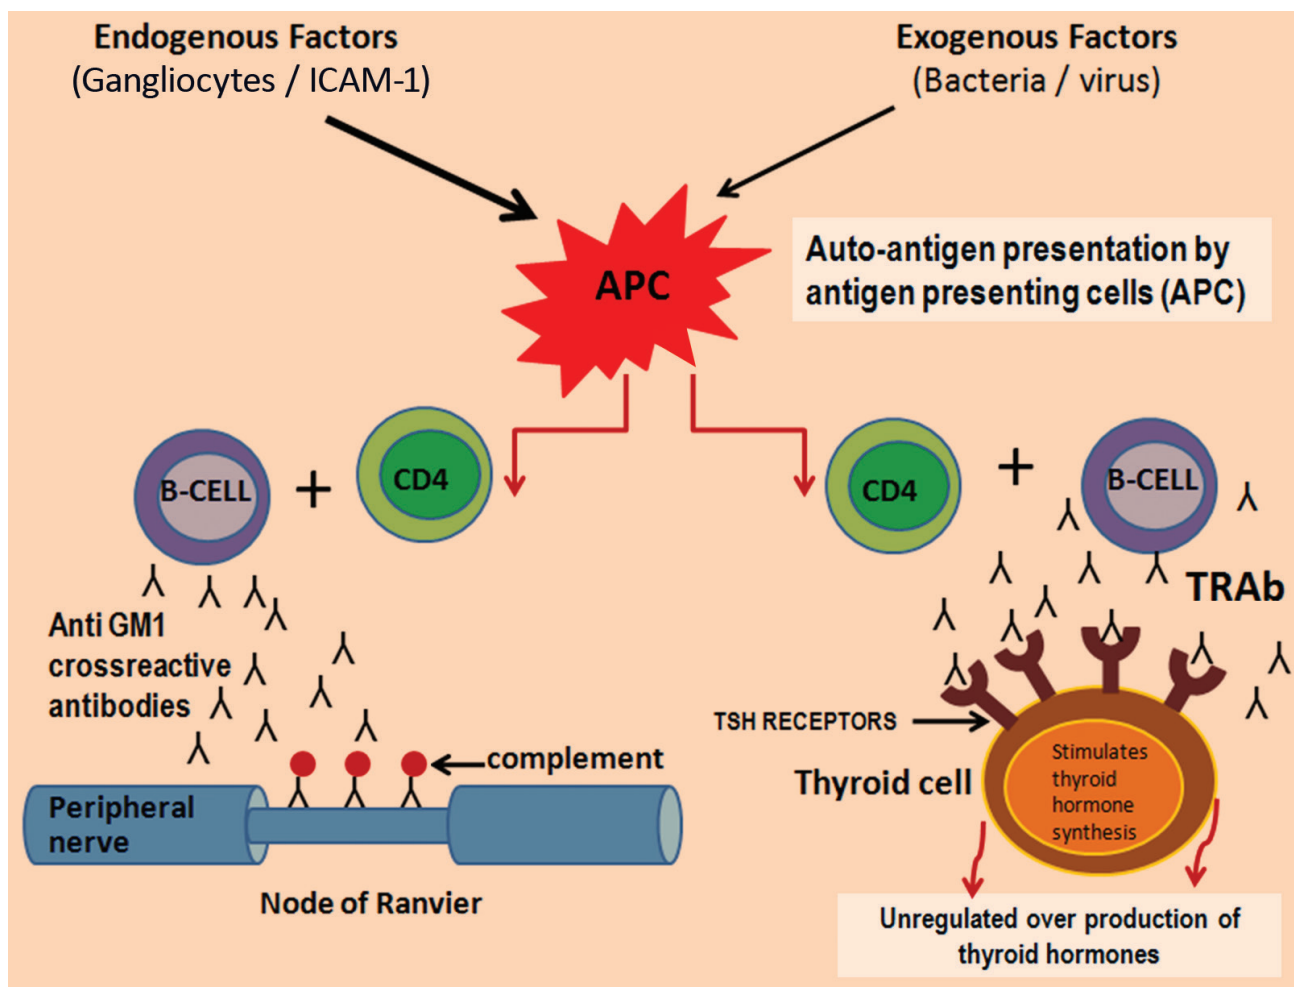 Endogenous Factors
(Gangliocytes / ICAM-1)
Exogenous Factors
(Bacteria / virus)
APC
Auto-antigen presentation by
antigen presenting cells (APC)
B-CELL
+
CD4
CD4
+
B-CELL
Anti GM1
crossreactive
antibodies
TRAb
TSH RECEPTORS
complement
Thyroid cell
Stimulates
thyroid
hormone
synthesis
Peripheral
nerve
Node of Ranvier
Unregulated over production of
thyroid hormones